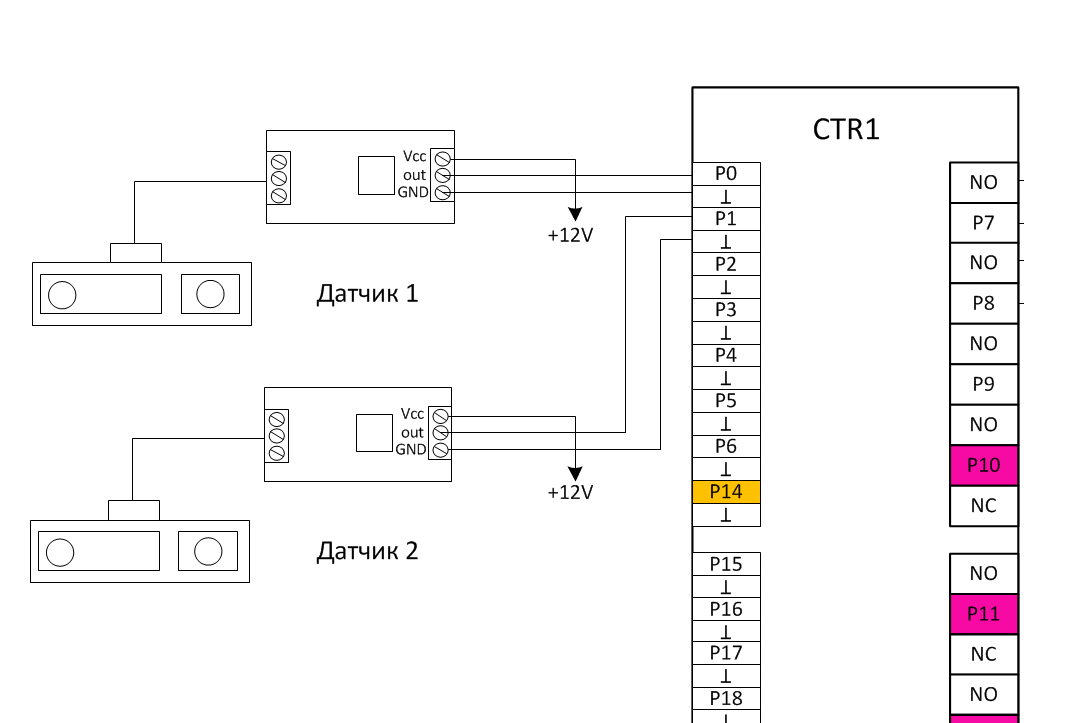 CTR1
Vcc
out
GND
+12V
Датчик 1
Vcc
out
GND
+12V
Датчик 2
P0
⊥
P1
⊥
P2
⊥
P3
⊥
P4
⊥
P5
⊥
P6
⊥
P14
⊥
P15
⊥
P16
⊥
P17
⊥
P18
⊥
NO
P7
NO
P8
NO
P9
NO
P10
NC
NO
P11
NC
NO